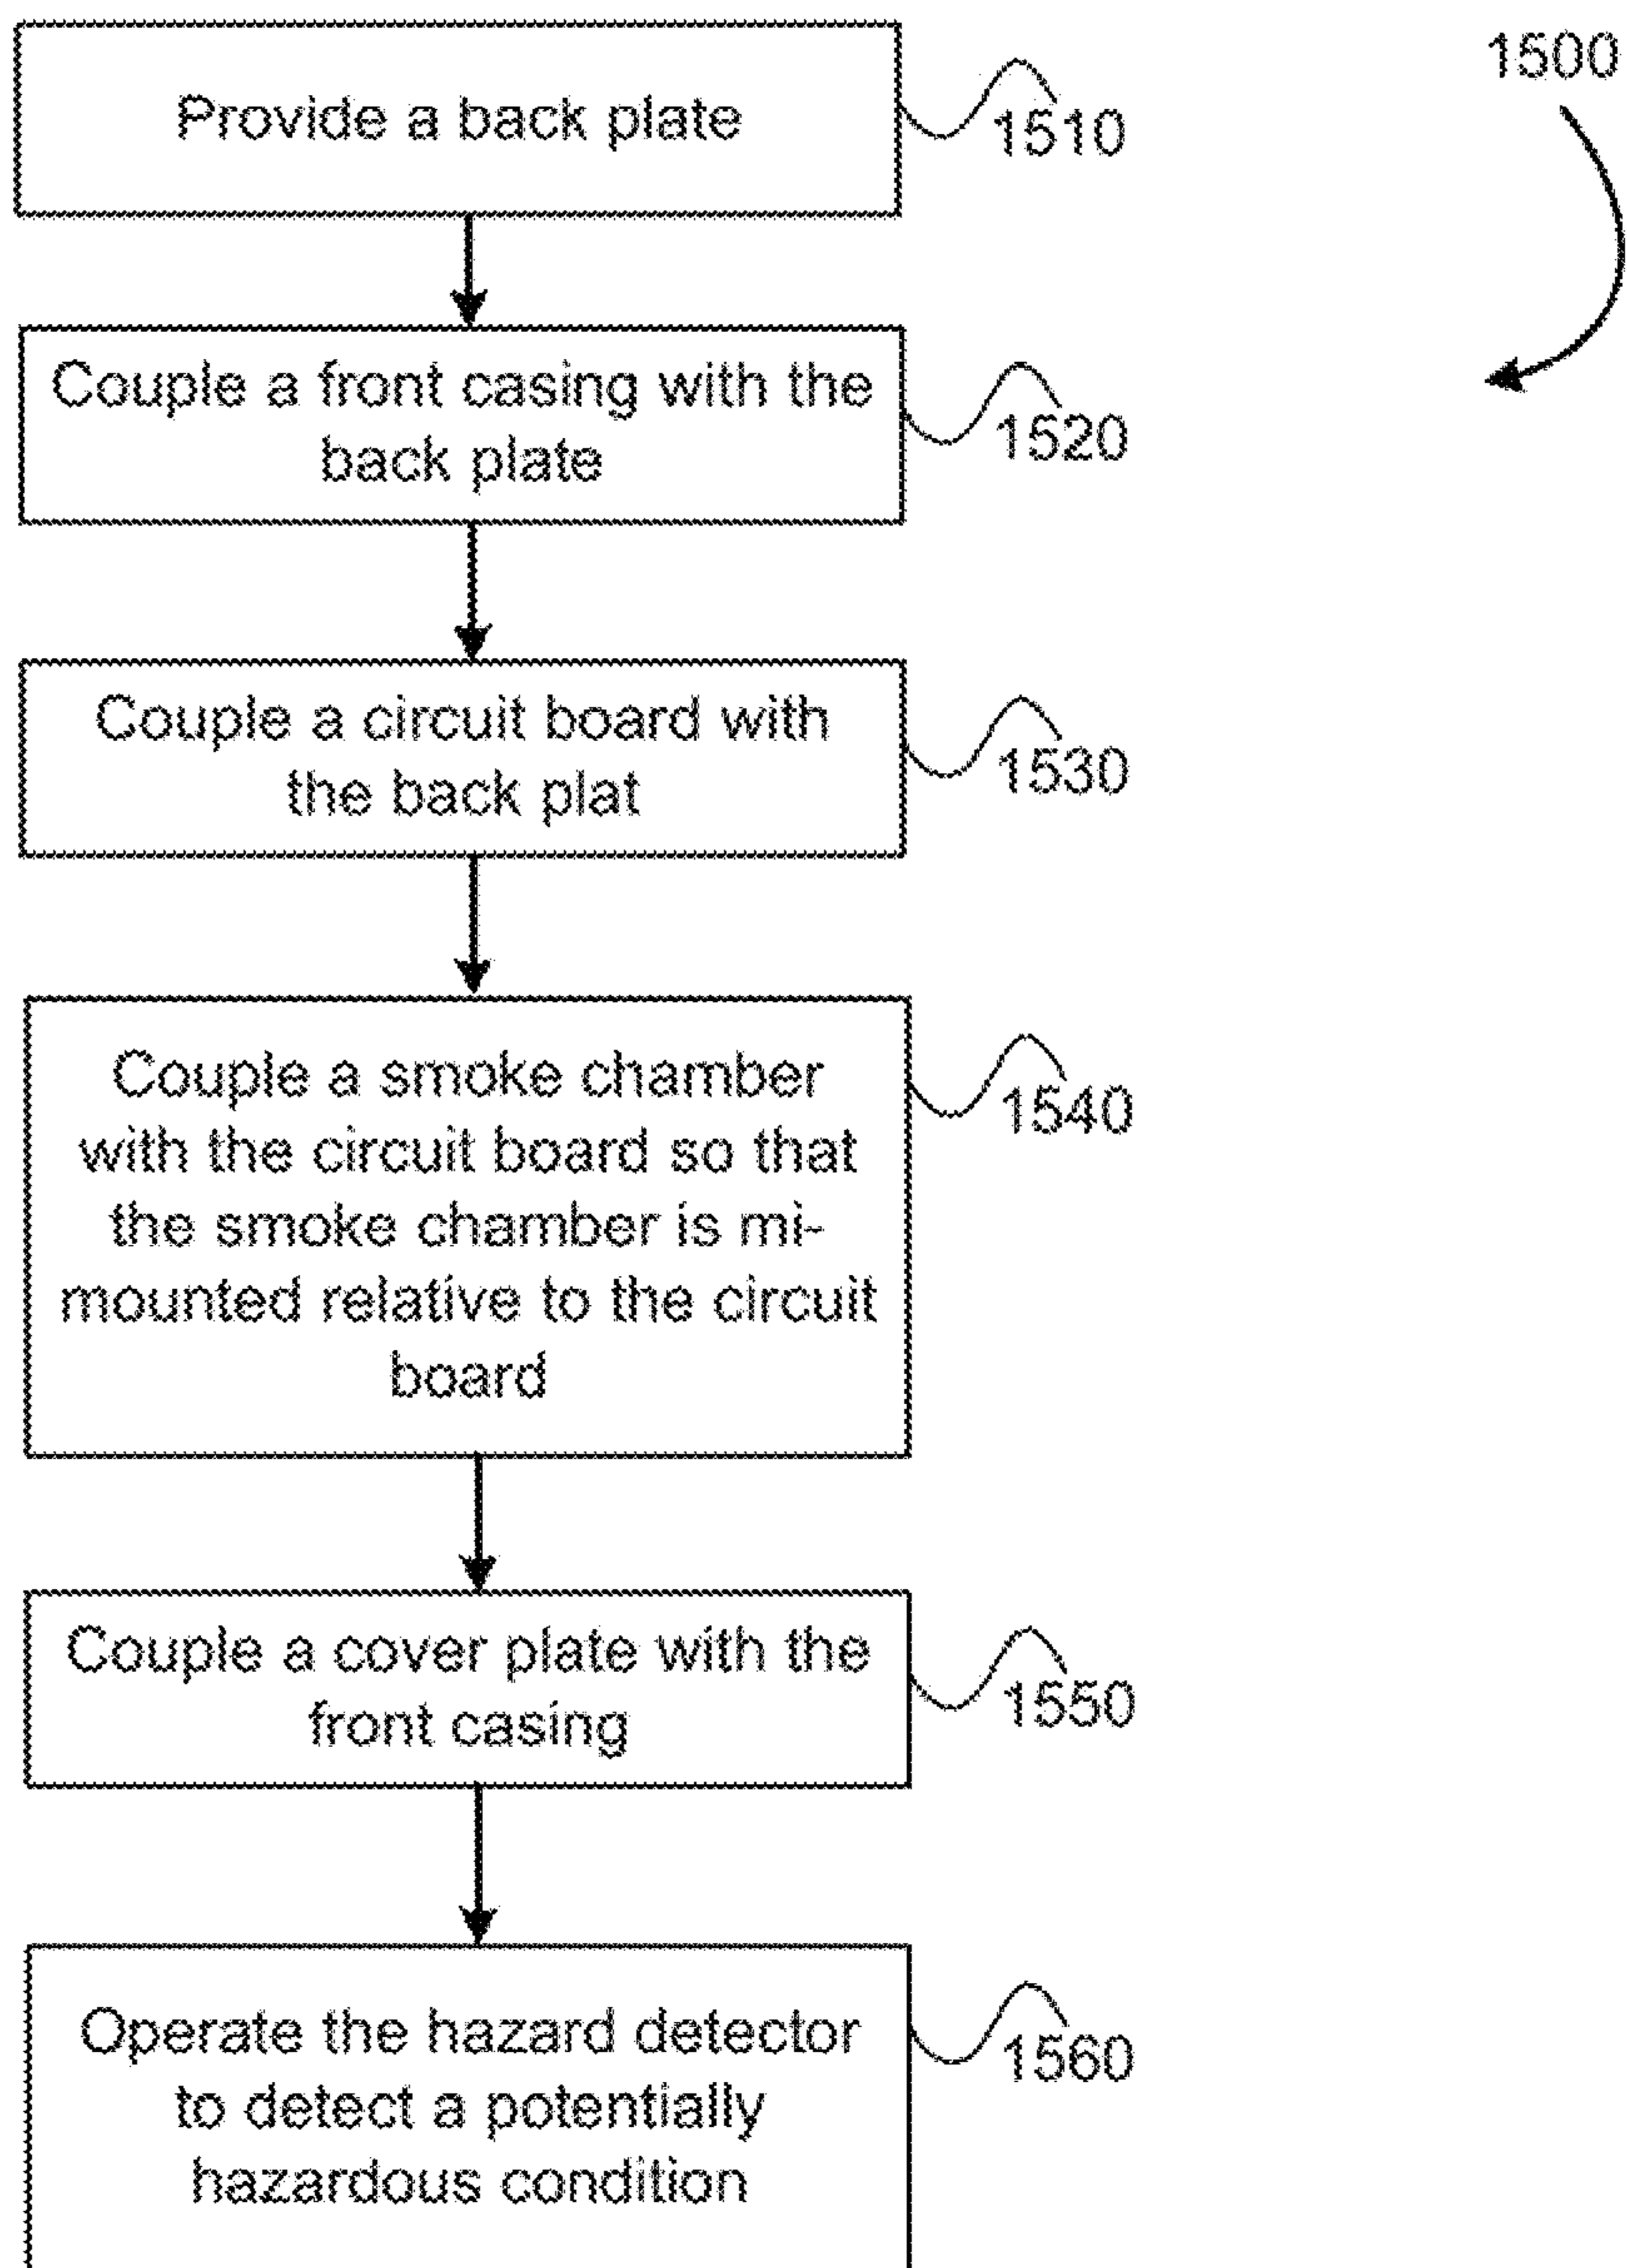 1500
Provide a back plate
1510
Couple a front casing with the
back plate
1520
Couple a circuit board with
the back plat
1530
Couple a smoke chamber
with the circuit board so that
the smoke chamber is mi-
mounted relative to the circuit
board
1540
Couple a cover plate with the
front casing
1550
Operate the hazard detector
to detect a potentially
hazardous condition
1560